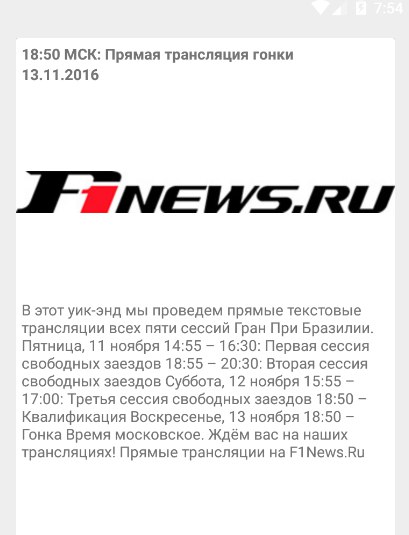 7:54
18:50 МСК: Прямая трансляция гонки
13.11.2016
F1NEWS.RU
В этот уик-энд мы проведем прямые текстовые
трансляции всех пяти сессий Гран При Бразилии.
Пятница, 11 ноября 14:55 – 16:30: Первая сессия
свободных заездов 18:55 – 20:30: Вторая сессия
свободных заездов Суббота, 12 ноября 15:55 –
17:00: Третья сессия свободных заездов 18:50 –
Квалификация Воскресенье, 13 ноября 18:50 –
Гонка Время московское. Ждём вас на наших
трансляциях! Прямые трансляции на F1News.Ru